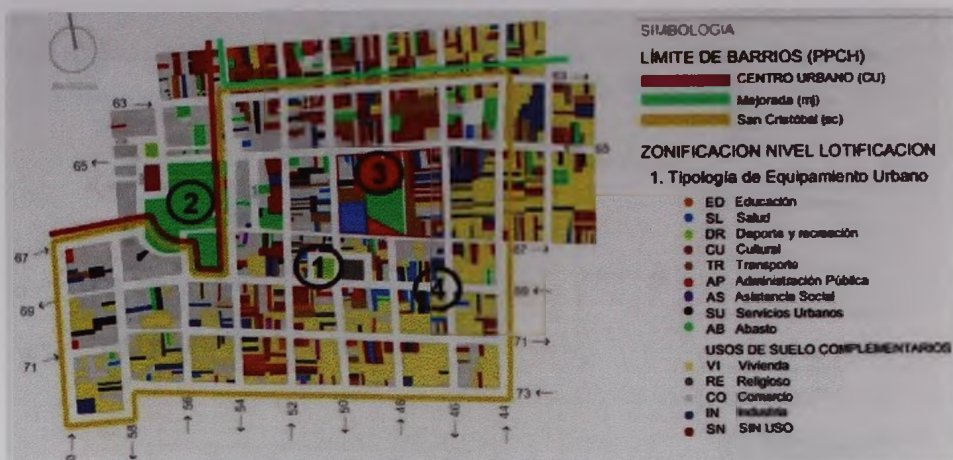 SIMBOLOGIA
LÍMITE DE BARRIOS (PPCH)
CENTRO URBANO (CU)
Mejorada (mj)
San Cristóbal (sc)
ZONIFICACION NIVEL LOTIFICACION
1. Tipología de Equipamiento Urbano
ED Educación
SL Salud
DR Deporte y recreación
CU Cultural
TR Transporte
AP Administración Pública
AS Asistencia Social
SU Servicios Urbanos
AB Abasto
USOS DE SUELO COMPLEMENTARIOS
VI Vivienda
RE Religioso
CO Comercio
IN Industria
SN SIN USO
63 →
63 →
65 ←
65
67 →
67
69 ←
69
71 →
71 →
73 ←
1
2
3
4
→ 58
→ 56
← 54
→ 52
← 50
→ 48
← 46
→ 44